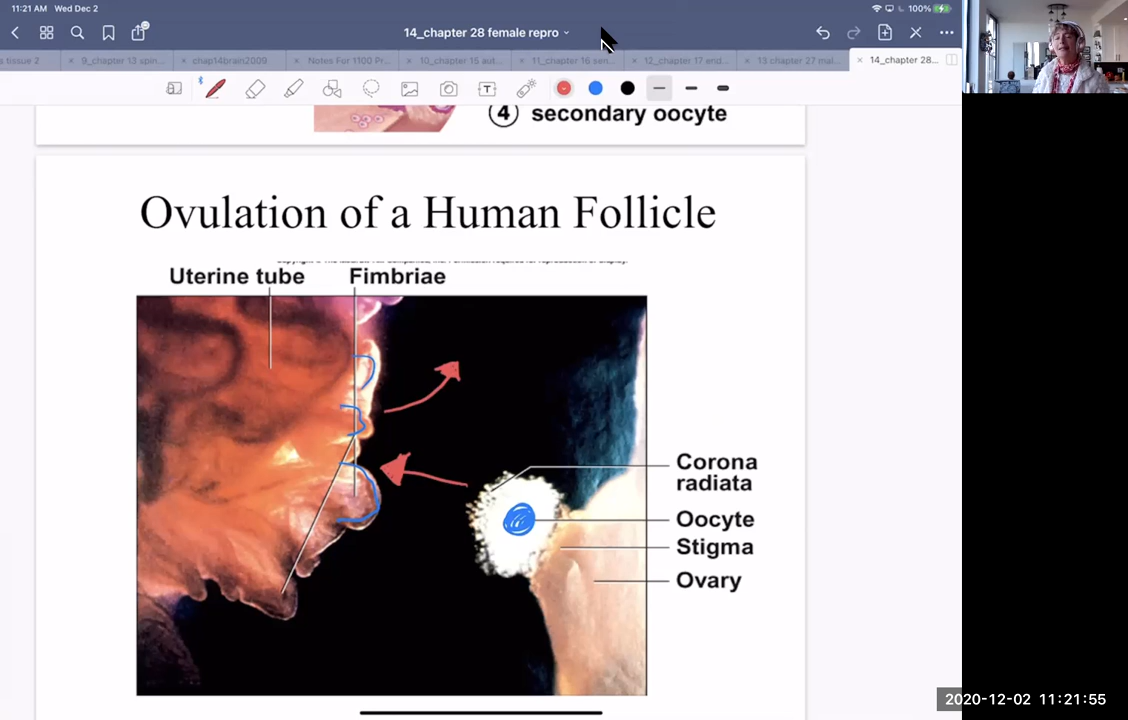 11:21 AM Wed Dec 2
100%
14_chapter 28 female repro
s tissue 2
9_chapter 13 spin...
chap14brain2009
Notes For 1100 Pr...
10_chapter 15 aut...
11_chapter 16 sen...
12_chapter 17 end...
13 chapter 27 mal...
14_chapter 28...
T
4 secondary oocyte
Ovulation of a Human Follicle
Uterine tube Fimbriae
Corona
radiata
Oocyte
Stigma
Ovary
2020-12-02 11:21:55